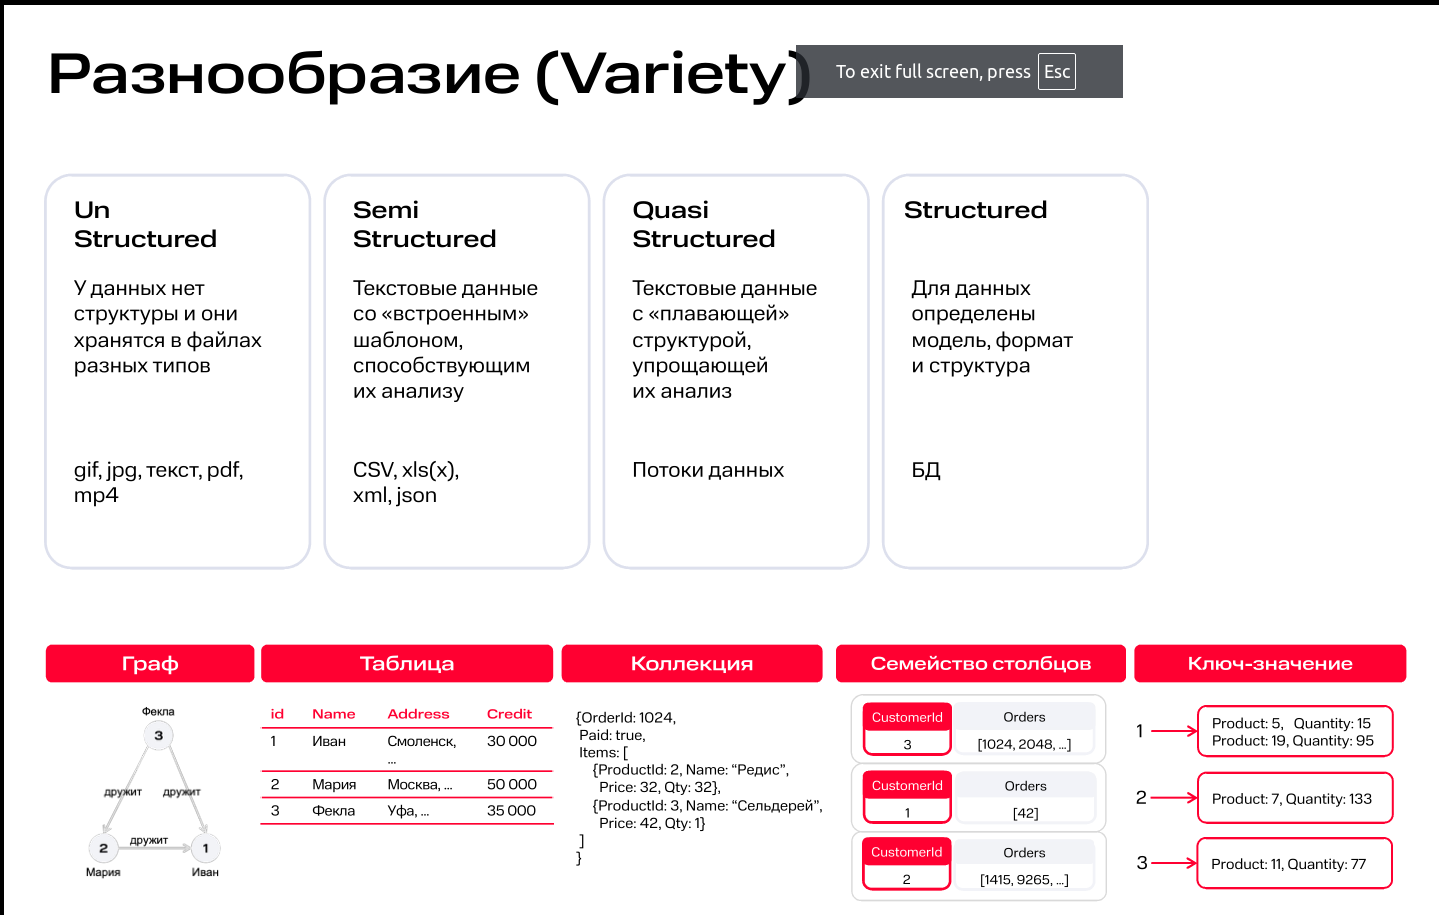 Разнообразие (Variety)
To exit full screen, press Esc
Un
Structured
У данных нет
структуры и они
хранятся в файлах
разных типов
gif, jpg, текст, pdf,
mp4
Semi
Structured
Текстовые данные
со «встроенным»
шаблоном,
способствующим
их анализу
CSV, xls(x),
xml, json
Quasi
Structured
Текстовые данные
с «плавающей»
структурой,
упрощающей
их анализ
Потоки данных
Structured
Для данных
определены
модель, формат
и структура
БД
Граф
Фекла
3
дружит дружит
2 дружит 1
Мария Иван
Таблица
id Name Address Credit
1 Иван Смоленск, 30 000
...
2 Мария Москва, ... 50 000
3 Фекла Уфа, ... 35 000
Коллекция
{OrderId: 1024,
Paid: true,
Items: [
{ProductId: 2, Name: “Редис”,
Price: 32, Qty: 32},
{ProductId: 3, Name: “Сельдерей”,
Price: 42, Qty: 1}
]
}
Семейство столбцов
CustomerId Orders
3 [1024, 2048, ...]
CustomerId Orders
1 [42]
CustomerId Orders
2 [1415, 9265, ...]
Ключ-значение
1 Product: 5, Quantity: 15
Product: 19, Quantity: 95
2 Product: 7, Quantity: 133
3 Product: 11, Quantity: 77